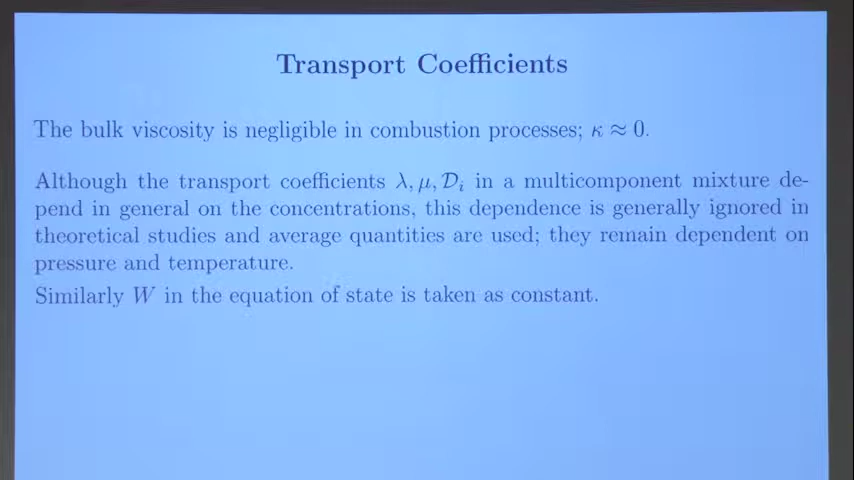 Transport Coefficients
The bulk viscosity is negligible in combustion processes; κ ≈ 0.
Although the transport coefficients λ, μ, 𝒟ᵢ in a multicomponent mixture de-
pend in general on the concentrations, this dependence is generally ignored in
theoretical studies and average quantities are used; they remain dependent on
pressure and temperature.
Similarly W in the equation of state is taken as constant.